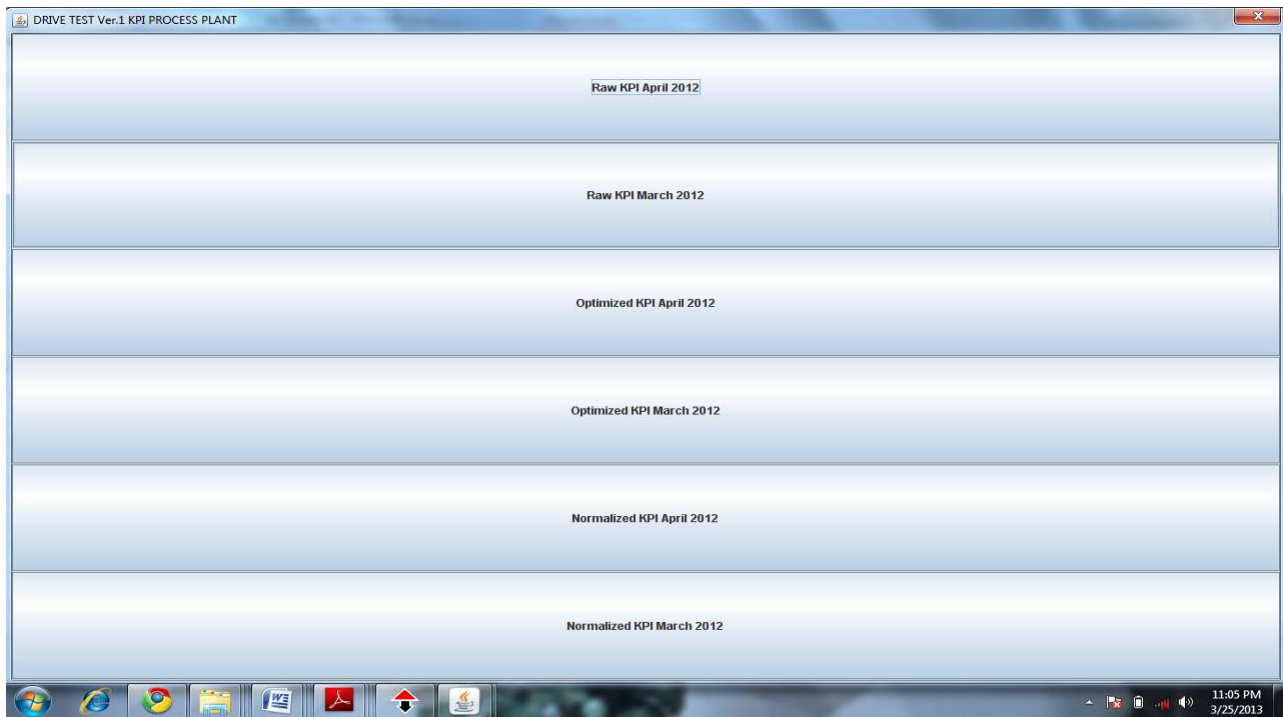 DRIVE TEST Ver.1 KPI PROCESS PLANT
Raw KPI April 2012
Raw KPI March 2012
Optimized KPI April 2012
Optimized KPI March 2012
Normalized KPI April 2012
Normalized KPI March 2012
11:05 PM
3/25/2013